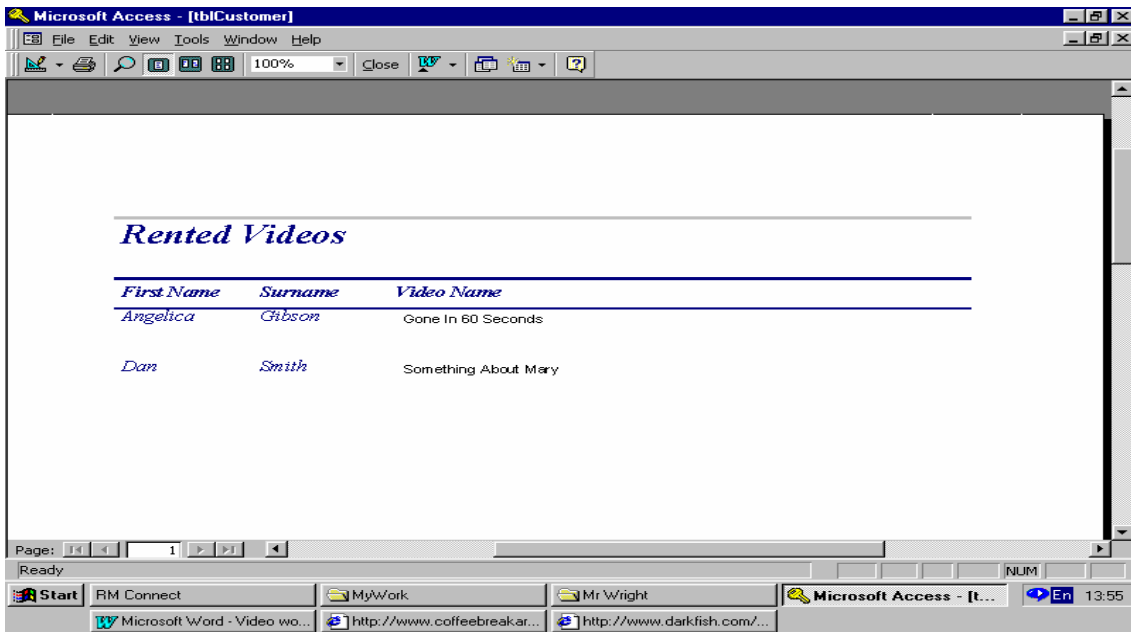 Microsoft Access - [tblCustomer]
File Edit View Tools Window Help
100% Close
Rented Videos
First Name Surname Video Name
Angelica Gibson Gone In 60 Seconds
Dan Smith Something About Mary
Page: 1
Ready NUM
Start RM Connect MyWork Mr Wright Microsoft Access - [t... En 13:55
Microsoft Word - Video wo... http://www.coffeebreakar... http://www.darkfish.com/...